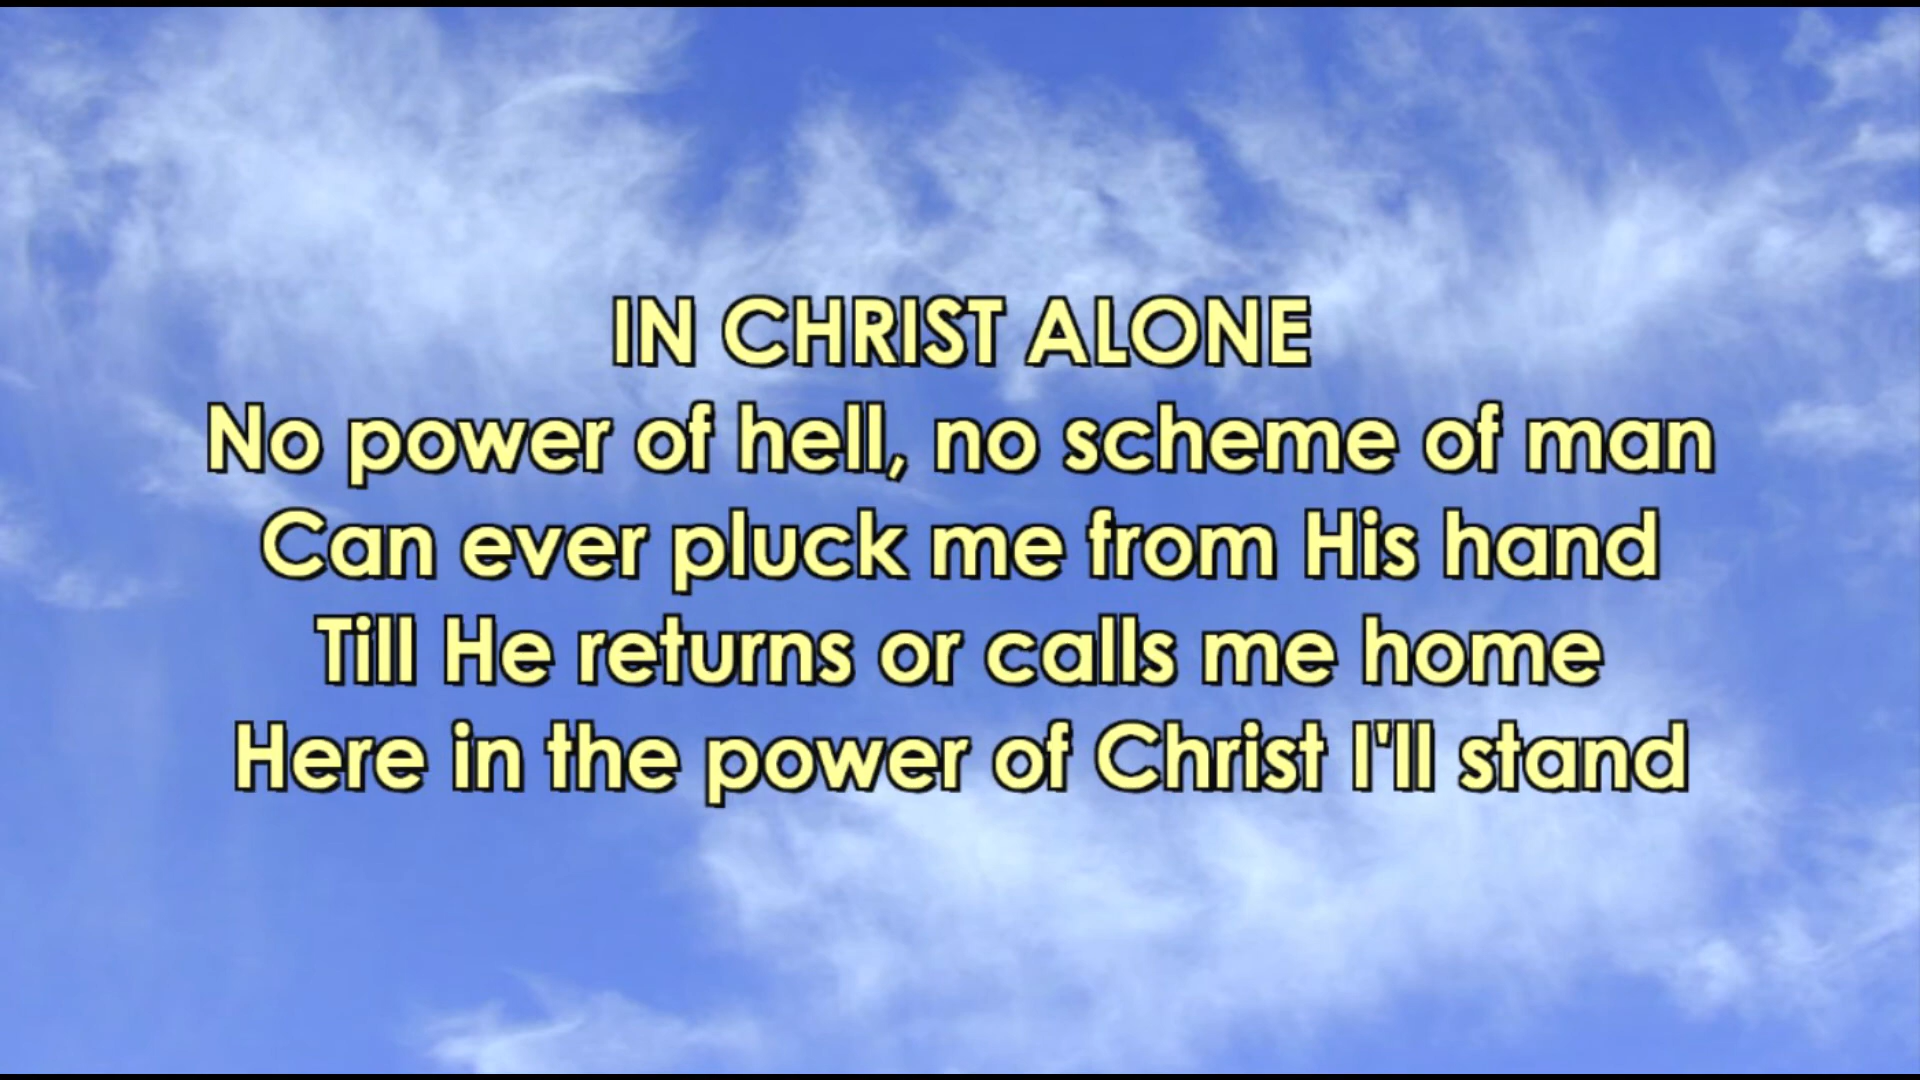 IN CHRIST ALONE
No power of hell, no scheme of man
Can ever pluck me from His hand
Till He returns or calls me home
Here in the power of Christ I'll stand